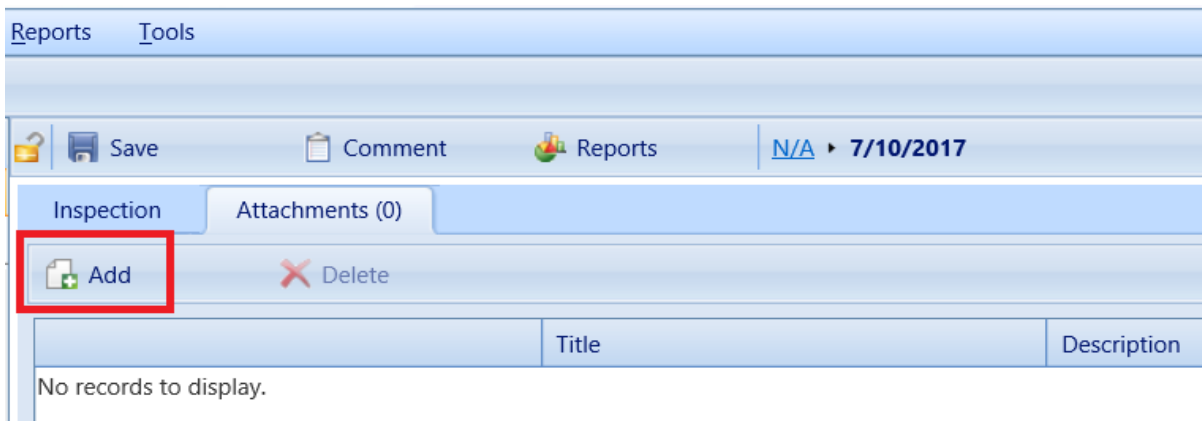 Reports Tools
Save Comment Reports N/A ▸ 7/10/2017
Inspection Attachments (0)
Add Delete
Title Description
No records to display.